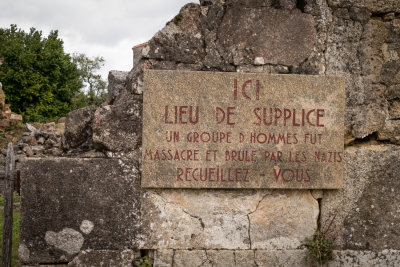 ICI
LIEU DE SUPPLICE
UN GROUPE D'HOMMES FUT
MASSACRE ET BRULE PAR LES NAZIS
RECUEILLEZ - VOUS